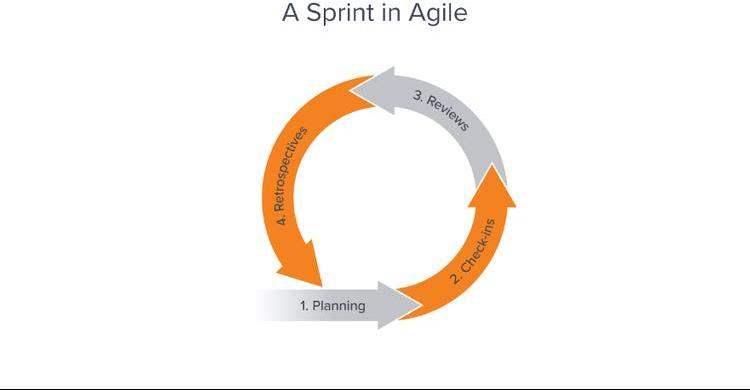 A Sprint in Agile
3. Reviews
4. Retrospectives
2. Check-ins
1. Planning